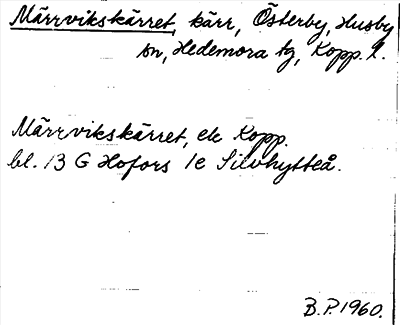 Märrvikskärret, kärr, Österby, Husby
sn, Hedemora tg, Kopp. l.
Märrvikskärret, ek Kopp.
bl. 13 G Hofors 1e Silvhytteå.
B.P. 1960.